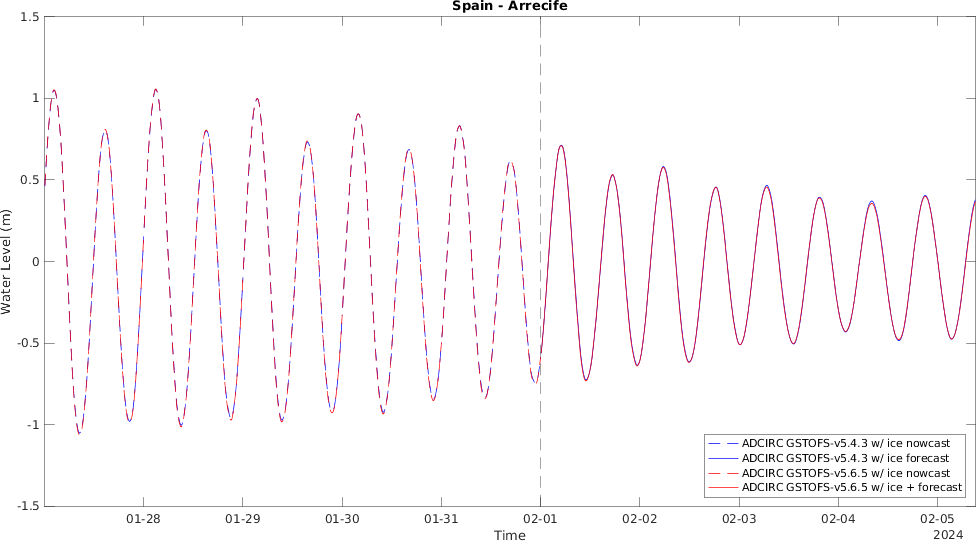 Spain - Arrecife
1.5
1
0.5
0
-0.5
-1
-1.5
Water Level (m)
ADCIRC GSTOFS-v5.4.3 w/ ice nowcast
ADCIRC GSTOFS-v5.4.3 w/ ice forecast
ADCIRC GSTOFS-v5.6.5 w/ ice nowcast
ADCIRC GSTOFS-v5.6.5 w/ ice + forecast
01-28 01-29 01-30 01-31 02-01 02-02 02-03 02-04 02-05
Time 2024